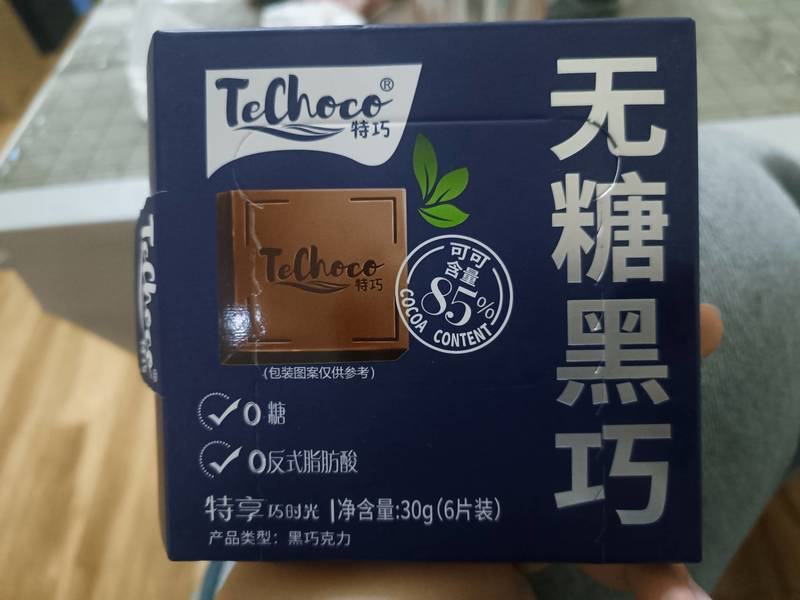 TeChoco®
特巧
无糖黑巧
TeChoco
特巧
可可
含量
85%
COCOA CONTENT
TeChoco®
(包装图案仅供参考)
0 糖
0反式脂肪酸
特享巧时光 | 净含量:30g(6片装)
产品类型：黑巧克力